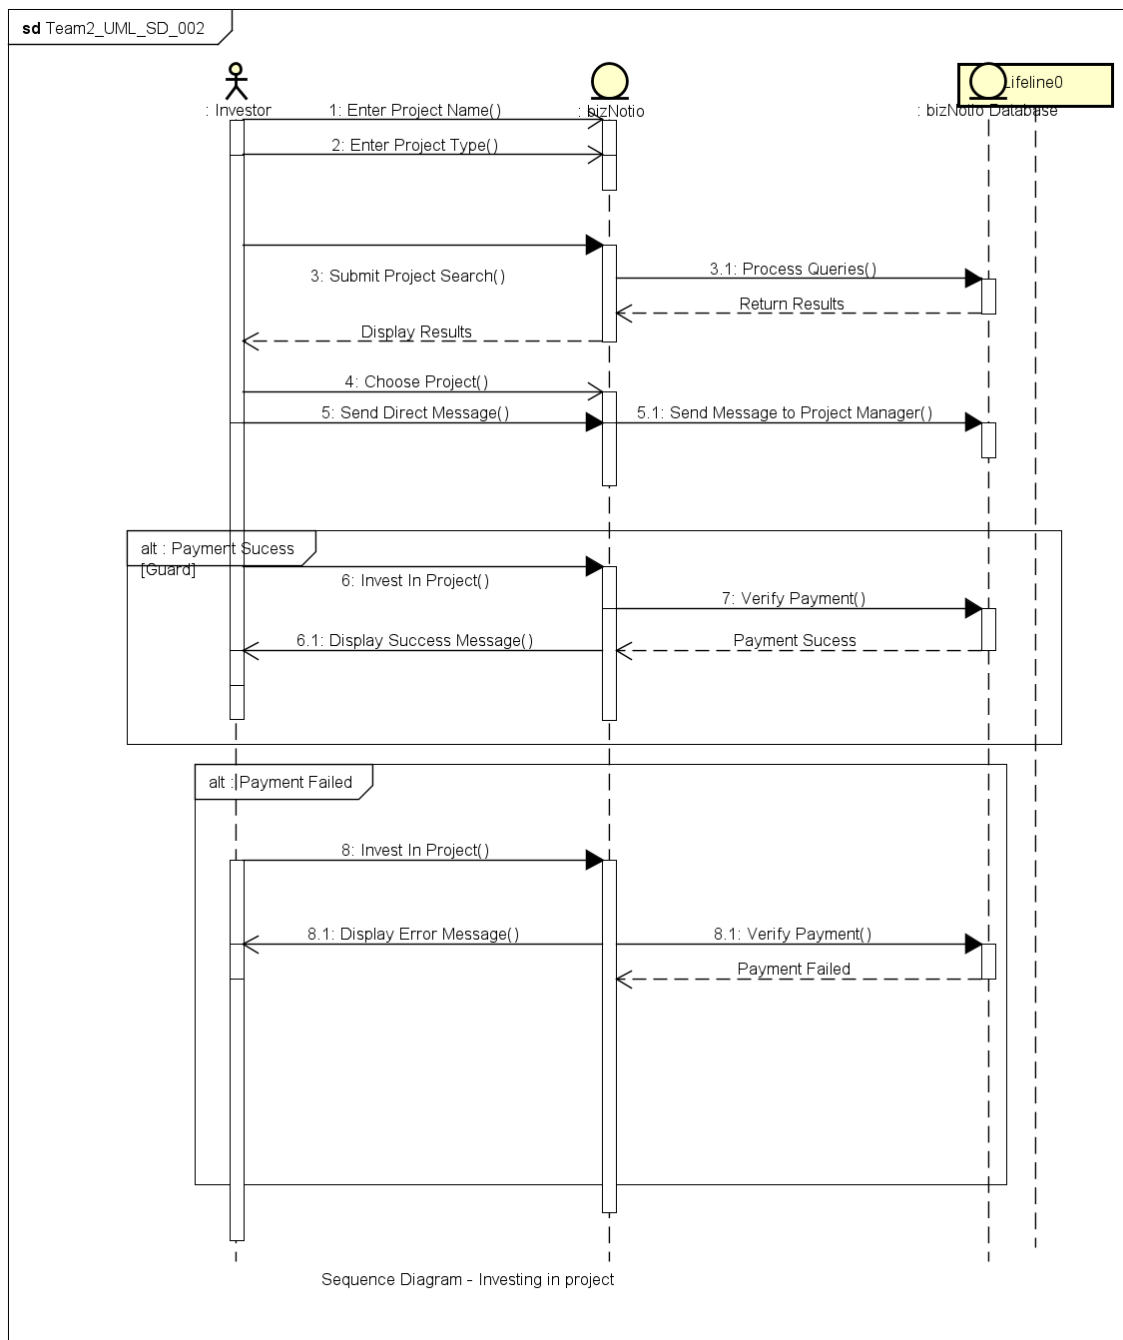 sd Team2_UML_SD_002
Lifeline0
: Investor
: bizNotio
: bizNotio Database
1: Enter Project Name()
2: Enter Project Type()
3: Submit Project Search()
3.1: Process Queries()
Return Results
Display Results
4: Choose Project()
5: Send Direct Message()
5.1: Send Message to Project Manager()
alt : Payment Sucess
[Guard]
6: Invest In Project()
7: Verify Payment()
6.1: Display Success Message()
Payment Sucess
alt : Payment Failed
8: Invest In Project()
8.1: Display Error Message()
8.1: Verify Payment()
Payment Failed
Sequence Diagram - Investing in project